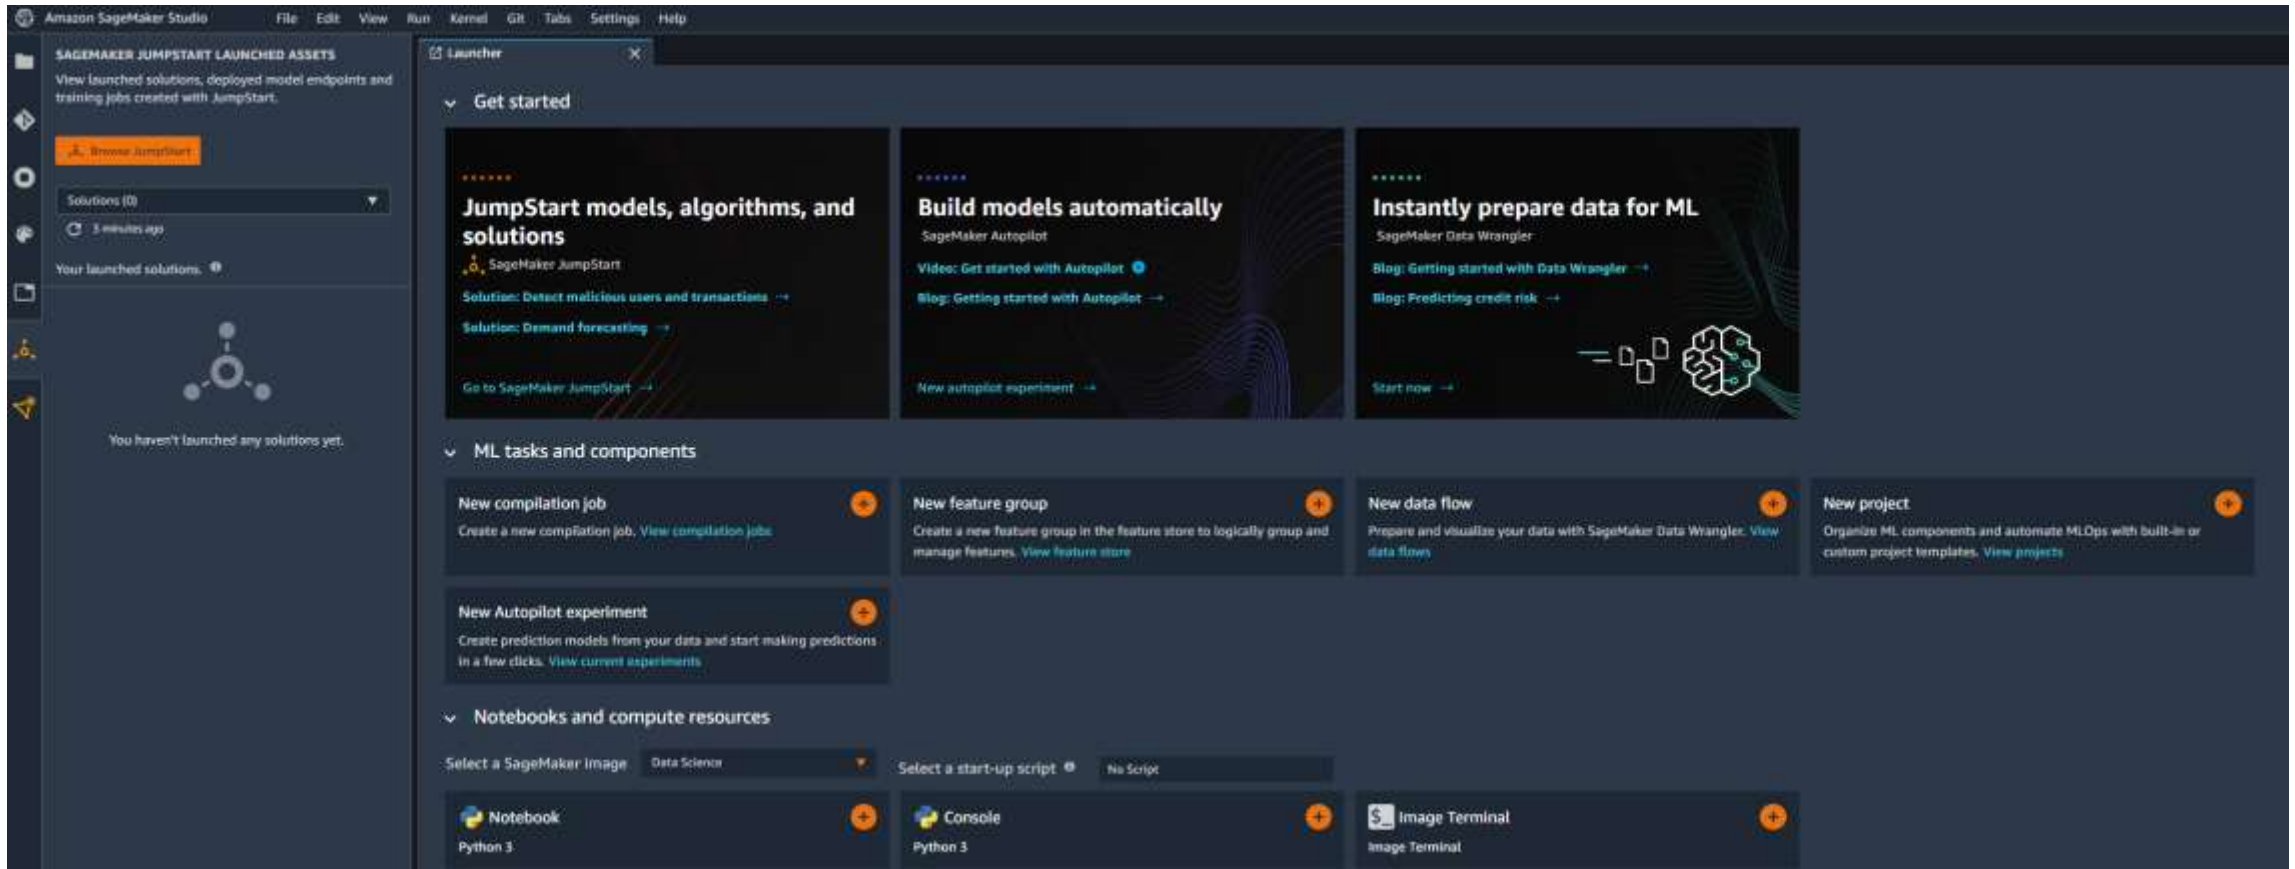 Amazon SageMaker Studio File Edit View Run Kernel Git Tabs Settings Help
SAGEMAKER JUMPSTART LAUNCHED ASSETS
View launched solutions, deployed model endpoints and
training jobs created with JumpStart.
Browse JumpStart
Solutions (0)
3 minutes ago
Your launched solutions.
You haven't launched any solutions yet.
Launcher
Get started
JumpStart models, algorithms, and
solutions
SageMaker JumpStart
Solution: Detect malicious users and transactions →
Solution: Demand forecasting →
Go to SageMaker JumpStart →
Build models automatically
SageMaker Autopilot
Video: Get started with Autopilot
Blog: Getting started with Autopilot →
New autopilot experiment →
Instantly prepare data for ML
SageMaker Data Wrangler
Blog: Getting started with Data Wrangler →
Blog: Predicting credit risk →
Start now →
ML tasks and components
New compilation job
Create a new compilation job. View compilation jobs
New feature group
Create a new feature group in the feature store to logically group and
manage features. View feature store
New data flow
Prepare and visualize your data with SageMaker Data Wrangler. View
data flows
New project
Organize ML components and automate MLOps with built-in or
custom project templates. View projects
New Autopilot experiment
Create prediction models from your data and start making predictions
in a few clicks. View current experiments
Notebooks and compute resources
Select a SageMaker image Data Science
Select a start-up script No Script
Notebook
Python 3
Console
Python 3
$_ Image Terminal
Image Terminal